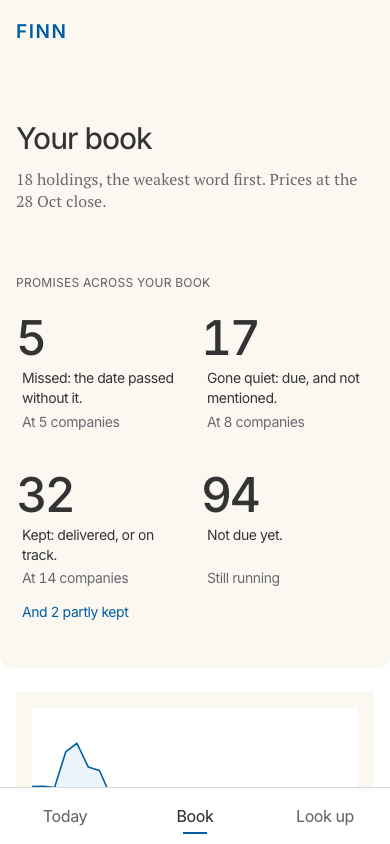 FINN
Your book
18 holdings, the weakest word first. Prices at the
28 Oct close.
PROMISES ACROSS YOUR BOOK
5
Missed: the date passed
without it.
At 5 companies
17
Gone quiet: due, and not
mentioned.
At 8 companies
32
Kept: delivered, or on
track.
At 14 companies
And 2 partly kept
94
Not due yet.
Still running
Today
Book
Look up